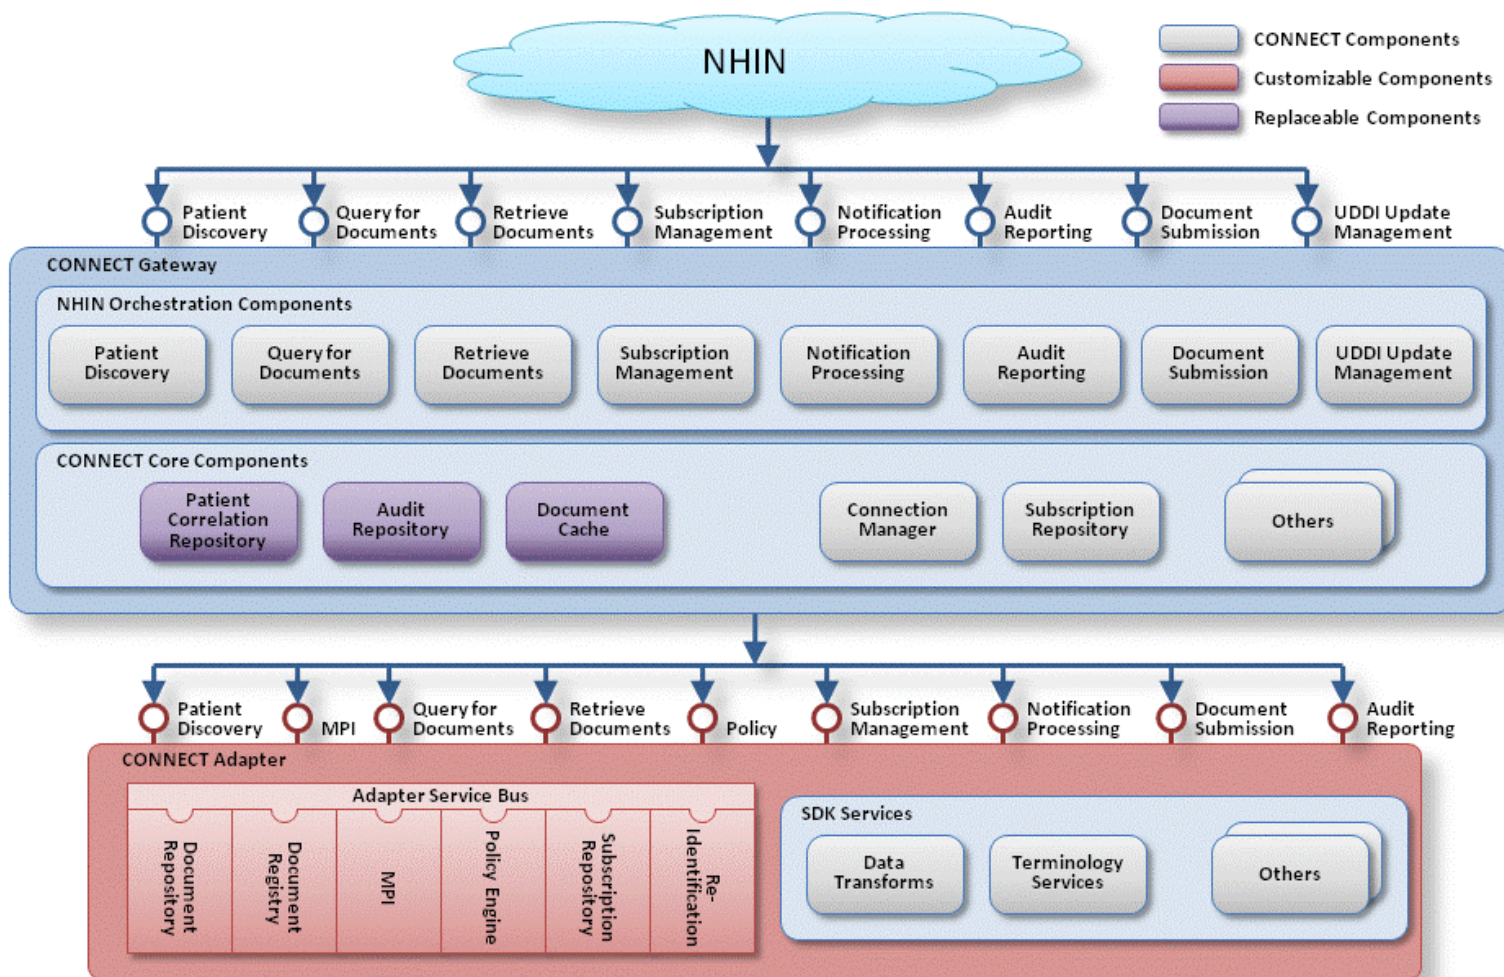 NHIN
CONNECT Components
Customizable Components
Replaceable Components
Patient
Discovery
Query for
Documents
Retrieve
Documents
Subscription
Management
Notification
Processing
Audit
Reporting
Document
Submission
UDDI Update
Management
CONNECT Gateway
NHIN Orchestration Components
Patient
Discovery
Query for
Documents
Retrieve
Documents
Subscription
Management
Notification
Processing
Audit
Reporting
Document
Submission
UDDI Update
Management
CONNECT Core Components
Patient
Correlation
Repository
Audit
Repository
Document
Cache
Connection
Manager
Subscription
Repository
Others
Patient
Discovery
MPI
Query for
Documents
Retrieve
Documents
Policy
Subscription
Management
Notification
Processing
Document
Submission
Audit
Reporting
CONNECT Adapter
Adapter Service Bus
Document
Repository
Document
Registry
MPI
Policy Engine
Subscription
Repository
Re-
Identification
SDK Services
Data
Transforms
Terminology
Services
Others